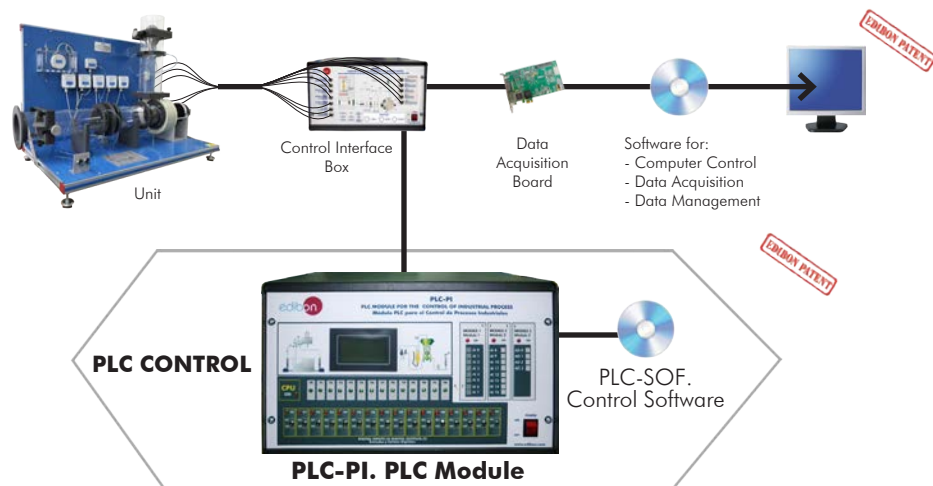 EDIBON PATENT
Unit
Control Interface
Box
Data
Acquisition
Board
Software for:
- Computer Control
- Data Acquisition
- Data Management
EDIBON PATENT
PLC CONTROL
edibon
PLC-PI
PLC MODULE FOR THE CONTROL OF INDUSTRIAL PROCESS
Módulo PLC para el Control de Procesos Industriales
CPU
PLC-SOF.
Control Software
PLC-PI. PLC Module